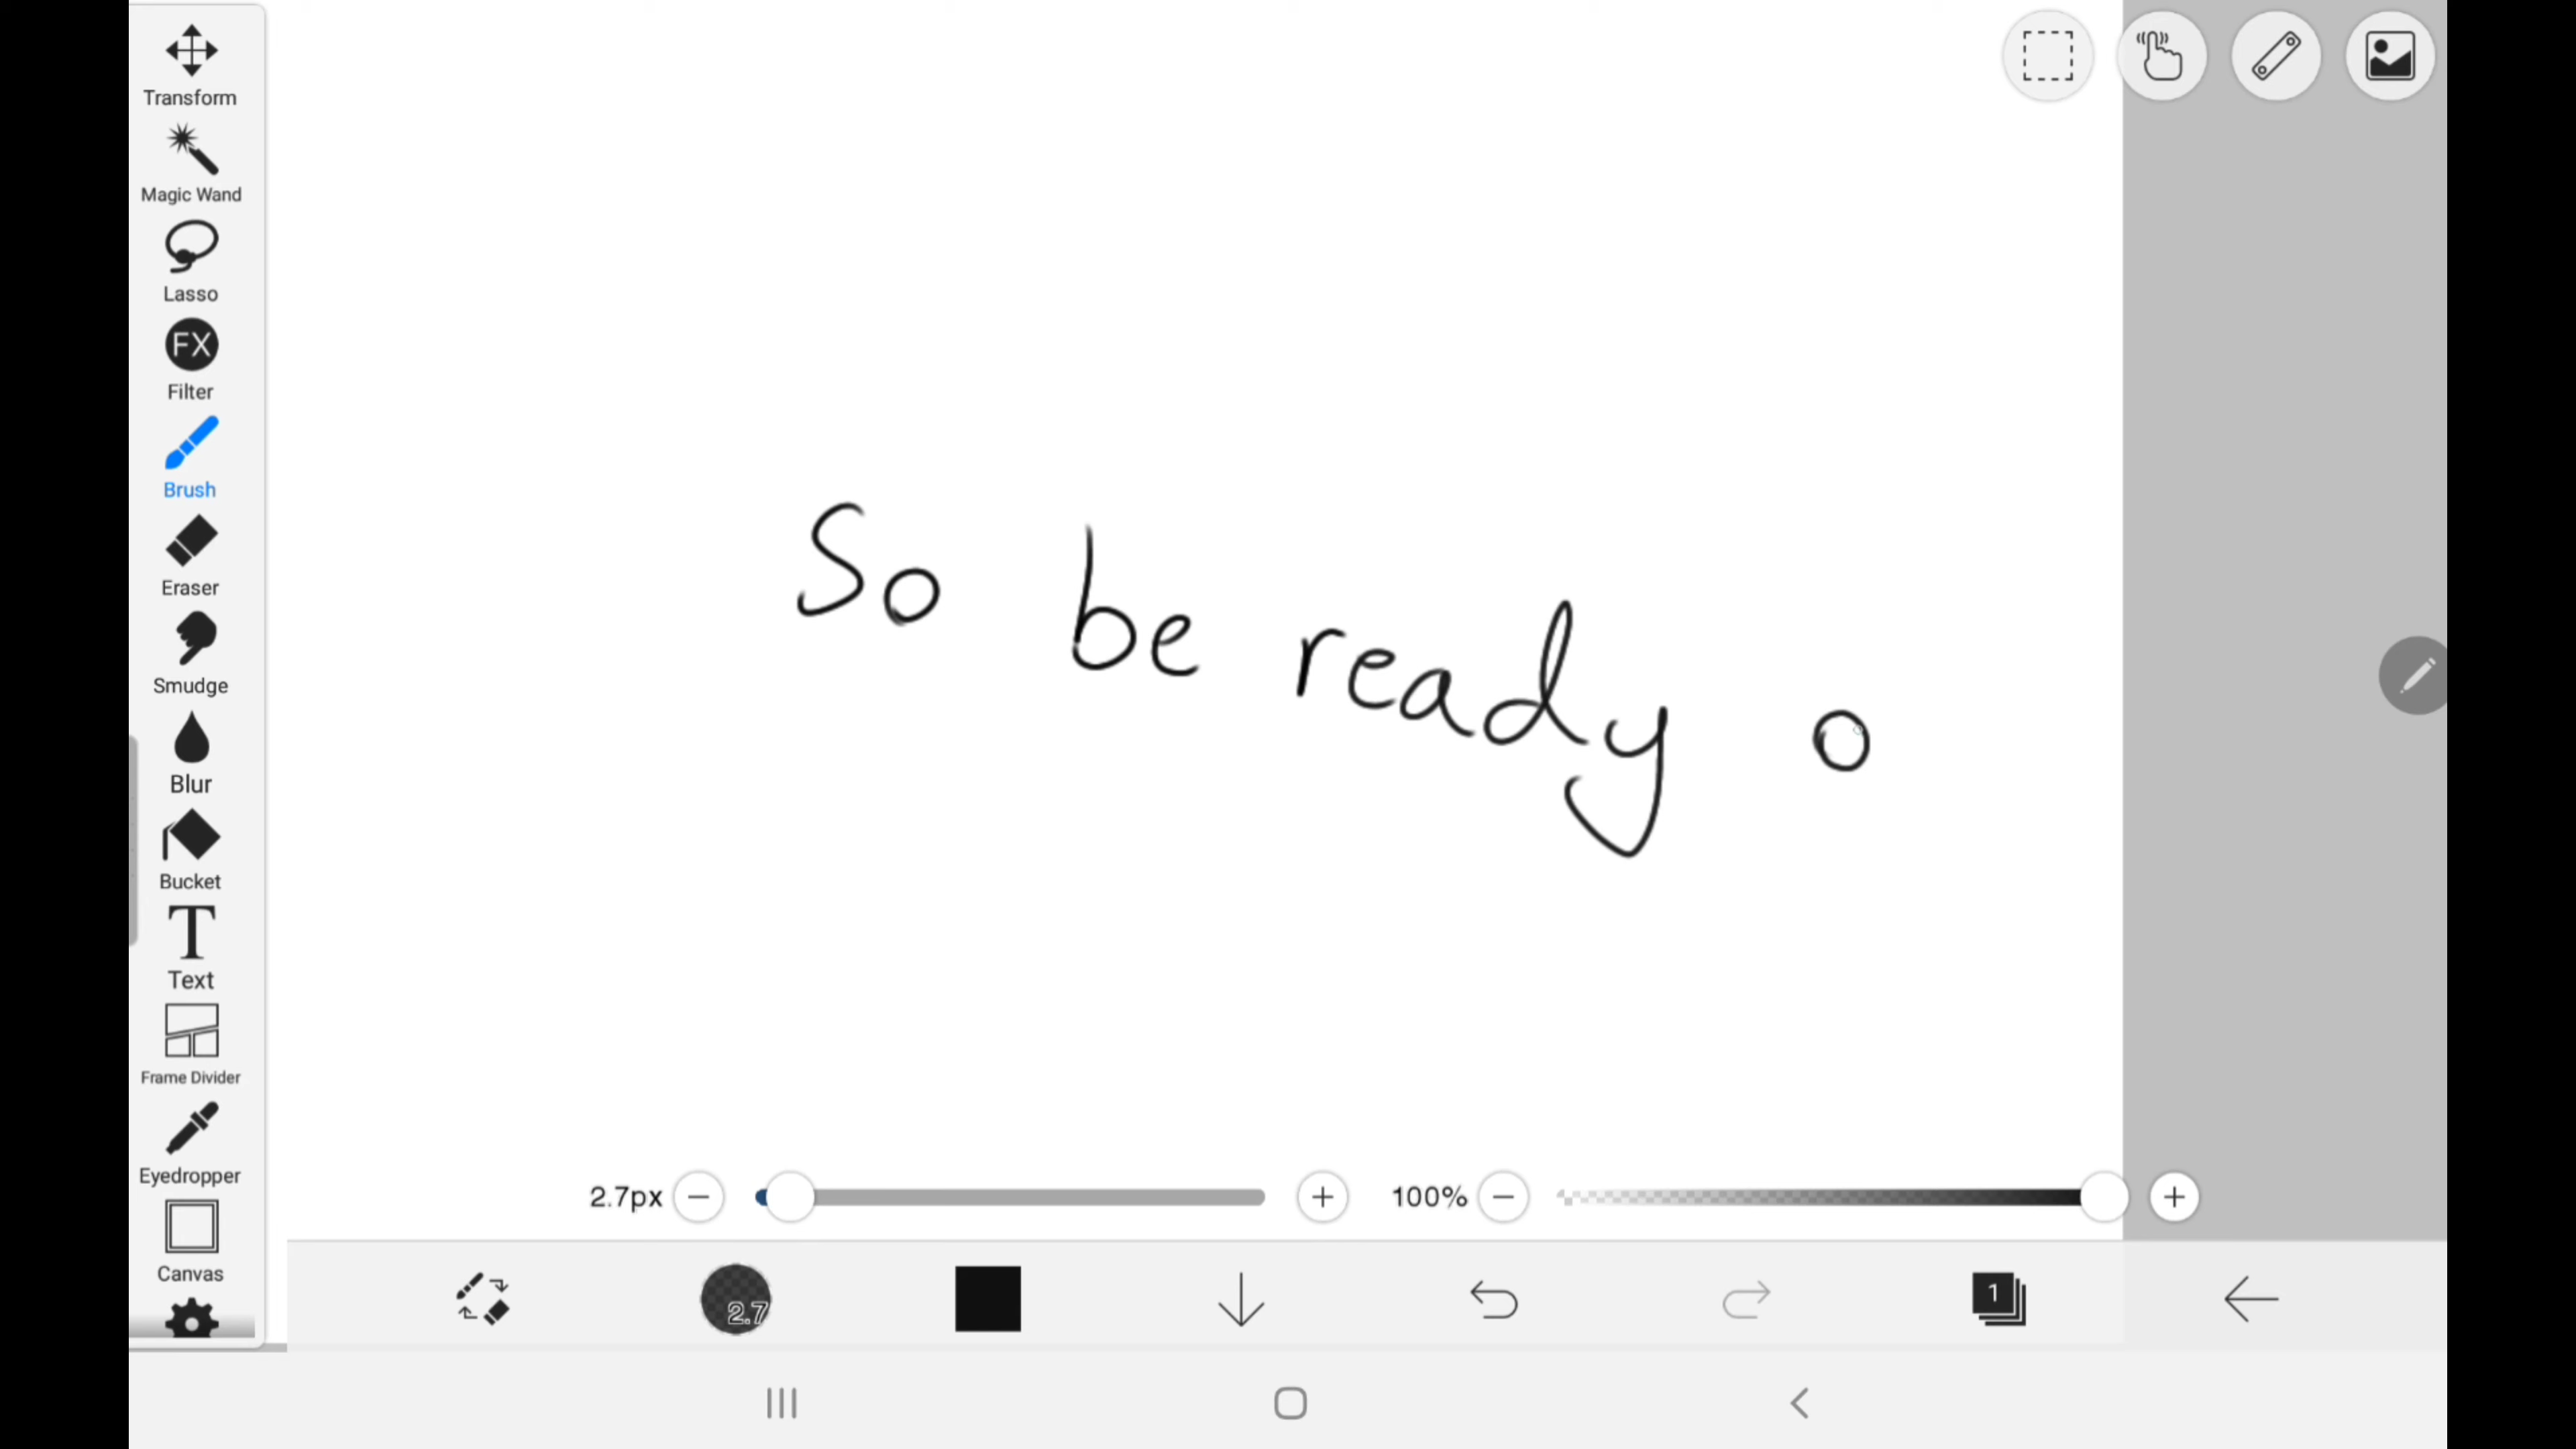 Transform
Magic Wand
Lasso
FX
Filter
Brush
Eraser
Smudge
Blur
Bucket
T
Text
Frame Divider
Eyedropper
Canvas
So be ready o
2.7px
100%
2.7
1